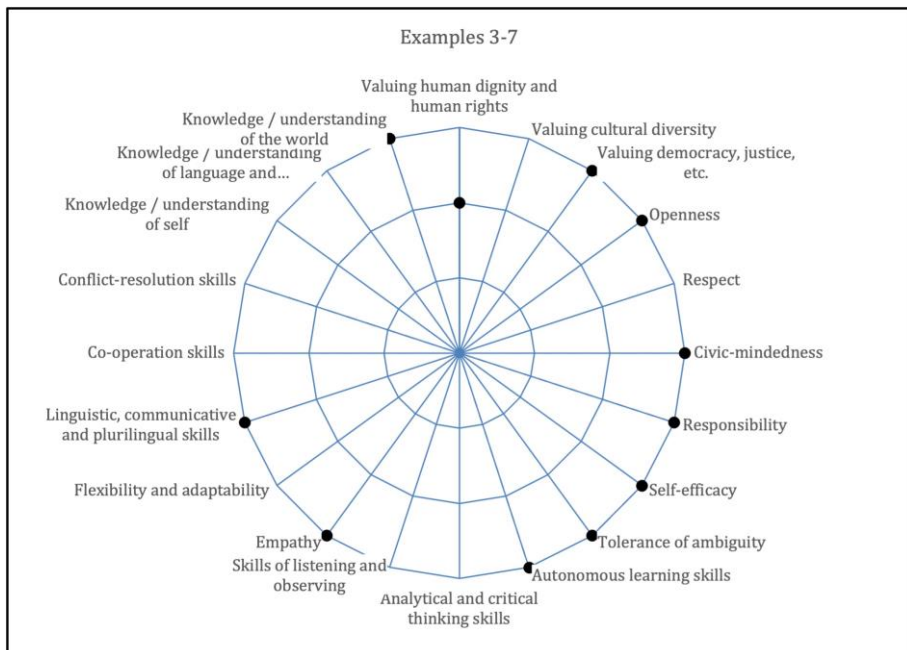 Examples 3-7
Valuing human dignity and
human rights
Valuing cultural diversity
Valuing democracy, justice,
etc.
Openness
Respect
Civic-mindedness
Responsibility
Self-efficacy
Tolerance of ambiguity
Autonomous learning skills
Analytical and critical
thinking skills
Skills of listening and
observing
Empathy
Flexibility and adaptability
Linguistic, communicative
and plurilingual skills
Co-operation skills
Conflict-resolution skills
Knowledge / understanding
of self
Knowledge / understanding
of language and…
Knowledge / understanding
of the world